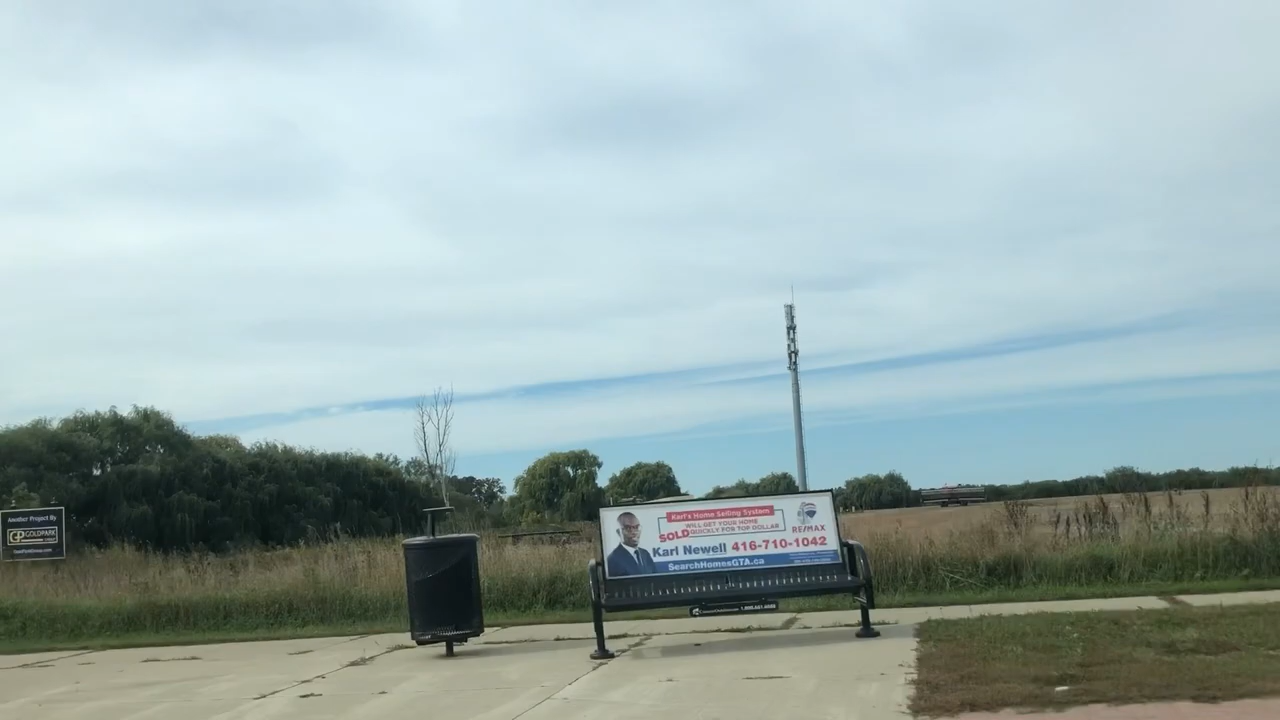 Another Project By
GP GOLDPARK
Karl's Home Selling System
WILL GET YOUR HOME
SOLD QUICKLY FOR TOP DOLLAR
RE/MAX
Karl Newell 416-710-1042
SearchHomesGTA.ca